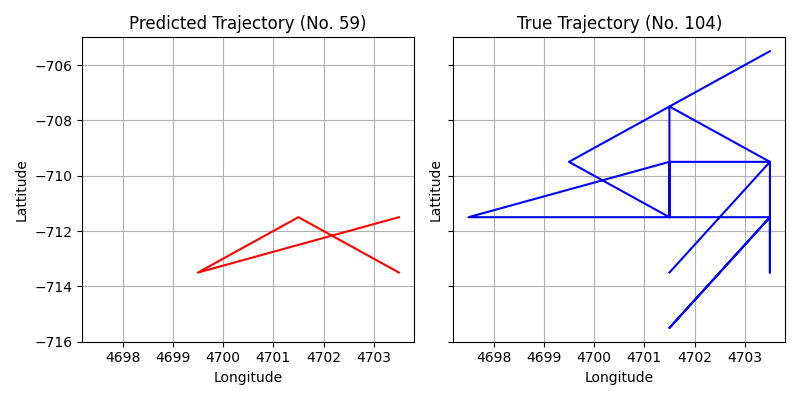 Predicted Trajectory (No. 59)
True Trajectory (No. 104)
−706
−708
−710
−712
−714
−716
Lattitude
Lattitude
4698 4699 4700 4701 4702 4703
4698 4699 4700 4701 4702 4703
Longitude
Longitude